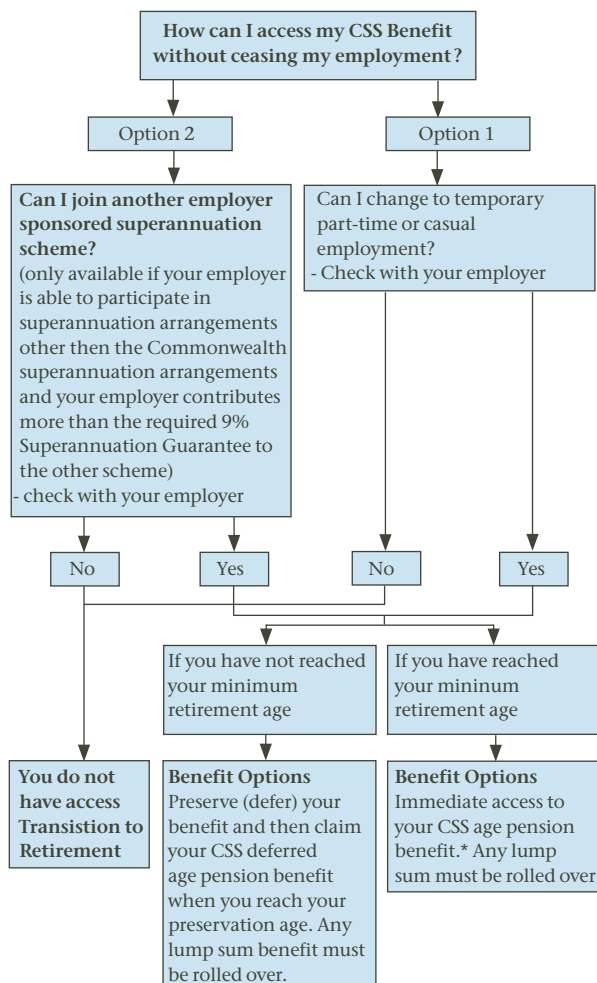 How can I access my CSS Benefit
without ceasing my employment?
Option 2
Option 1
Can I join another employer
sponsored superannuation
scheme?
(only available if your employer
is able to participate in
superannuation arrangements
other then the Commonwealth
superannuation arrangements
and your employer contributes
more than the required 9%
Superannuation Guarantee to
the other scheme)
- check with your employer
Can I change to temporary
part-time or casual
employment?
- Check with your employer
No
Yes
No
Yes
If you have not reached
your minimum
retirement age
If you have reached
your mininum
retirement age
You do not
have access
Transistion to
Retirement
Benefit Options
Preserve (defer) your
benefit and then claim
your CSS deferred
age pension benefit
when you reach your
preservation age. Any
lump sum benefit must
be rolled over.
Benefit Options
Immediate access to
your CSS age pension
benefit.* Any lump
sum must be rolled over